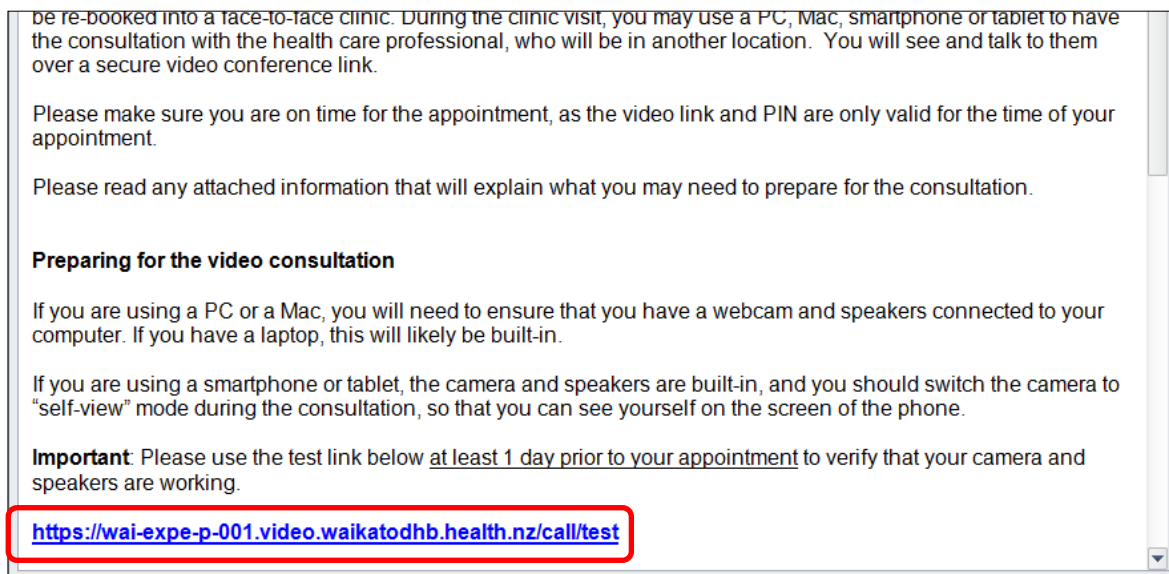 be re-booked into a face-to-face clinic. During the clinic visit, you may use a PC, Mac, smartphone or tablet to have
the consultation with the health care professional, who will be in another location.  You will see and talk to them
over a secure video conference link.
Please make sure you are on time for the appointment, as the video link and PIN are only valid for the time of your
appointment.
Please read any attached information that will explain what you may need to prepare for the consultation.
Preparing for the video consultation
If you are using a PC or a Mac, you will need to ensure that you have a webcam and speakers connected to your
computer. If you have a laptop, this will likely be built-in.
If you are using a smartphone or tablet, the camera and speakers are built-in, and you should switch the camera to
“self-view” mode during the consultation, so that you can see yourself on the screen of the phone.
Important: Please use the test link below at least 1 day prior to your appointment to verify that your camera and
speakers are working.
https://wai-expe-p-001.video.waikatodhb.health.nz/call/test